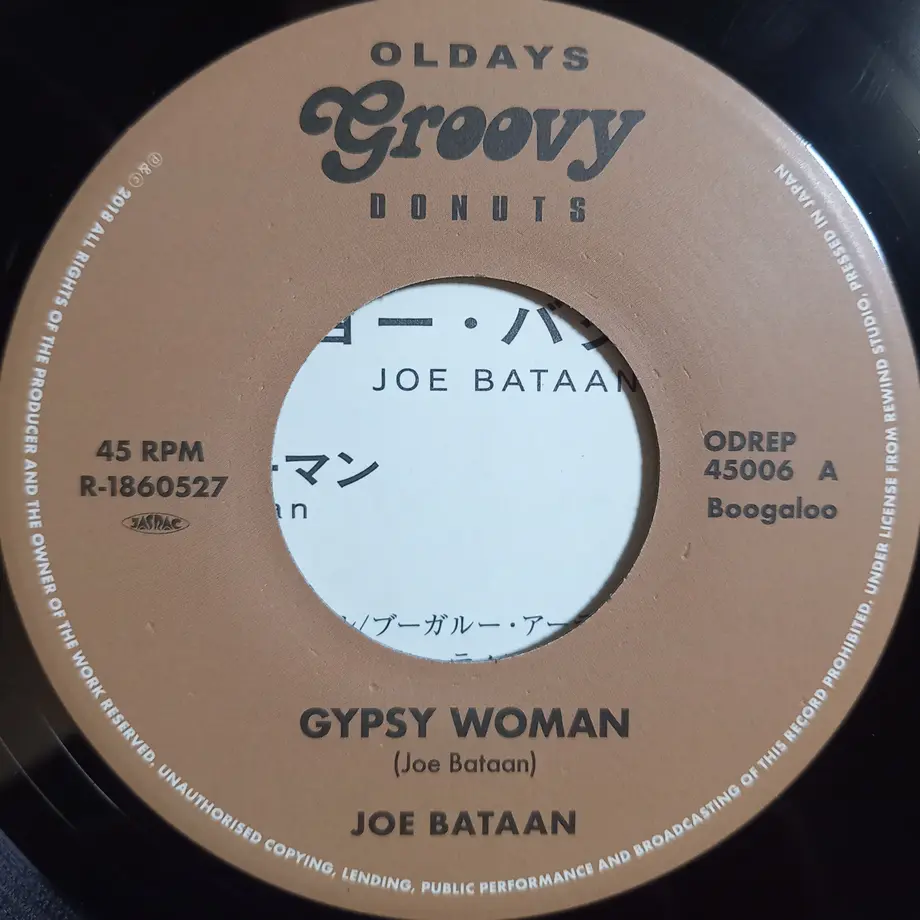 OLDAYS
Groovy
DONUTS
ョー・バ
JOE BATAAN
ーマン
an
45 RPM
R-1860527
JASRAC
ODREP
45006 A
Boogaloo
ン/ブーガルー・アー
GYPSY WOMAN
(Joe Bataan)
JOE BATAAN
℗&© 2018 ALL RIGHTS OF THE PRODUCER AND THE OWNER OF THE WORK RESERVED. UNAUTHORISED COPYING, LENDING, PUBLIC PERFORMANCE AND BROADCASTING OF THIS RECORD PROHIBITED. UNDER LICENSE FROM REWIND STUDIO, PRESSED IN JAPAN